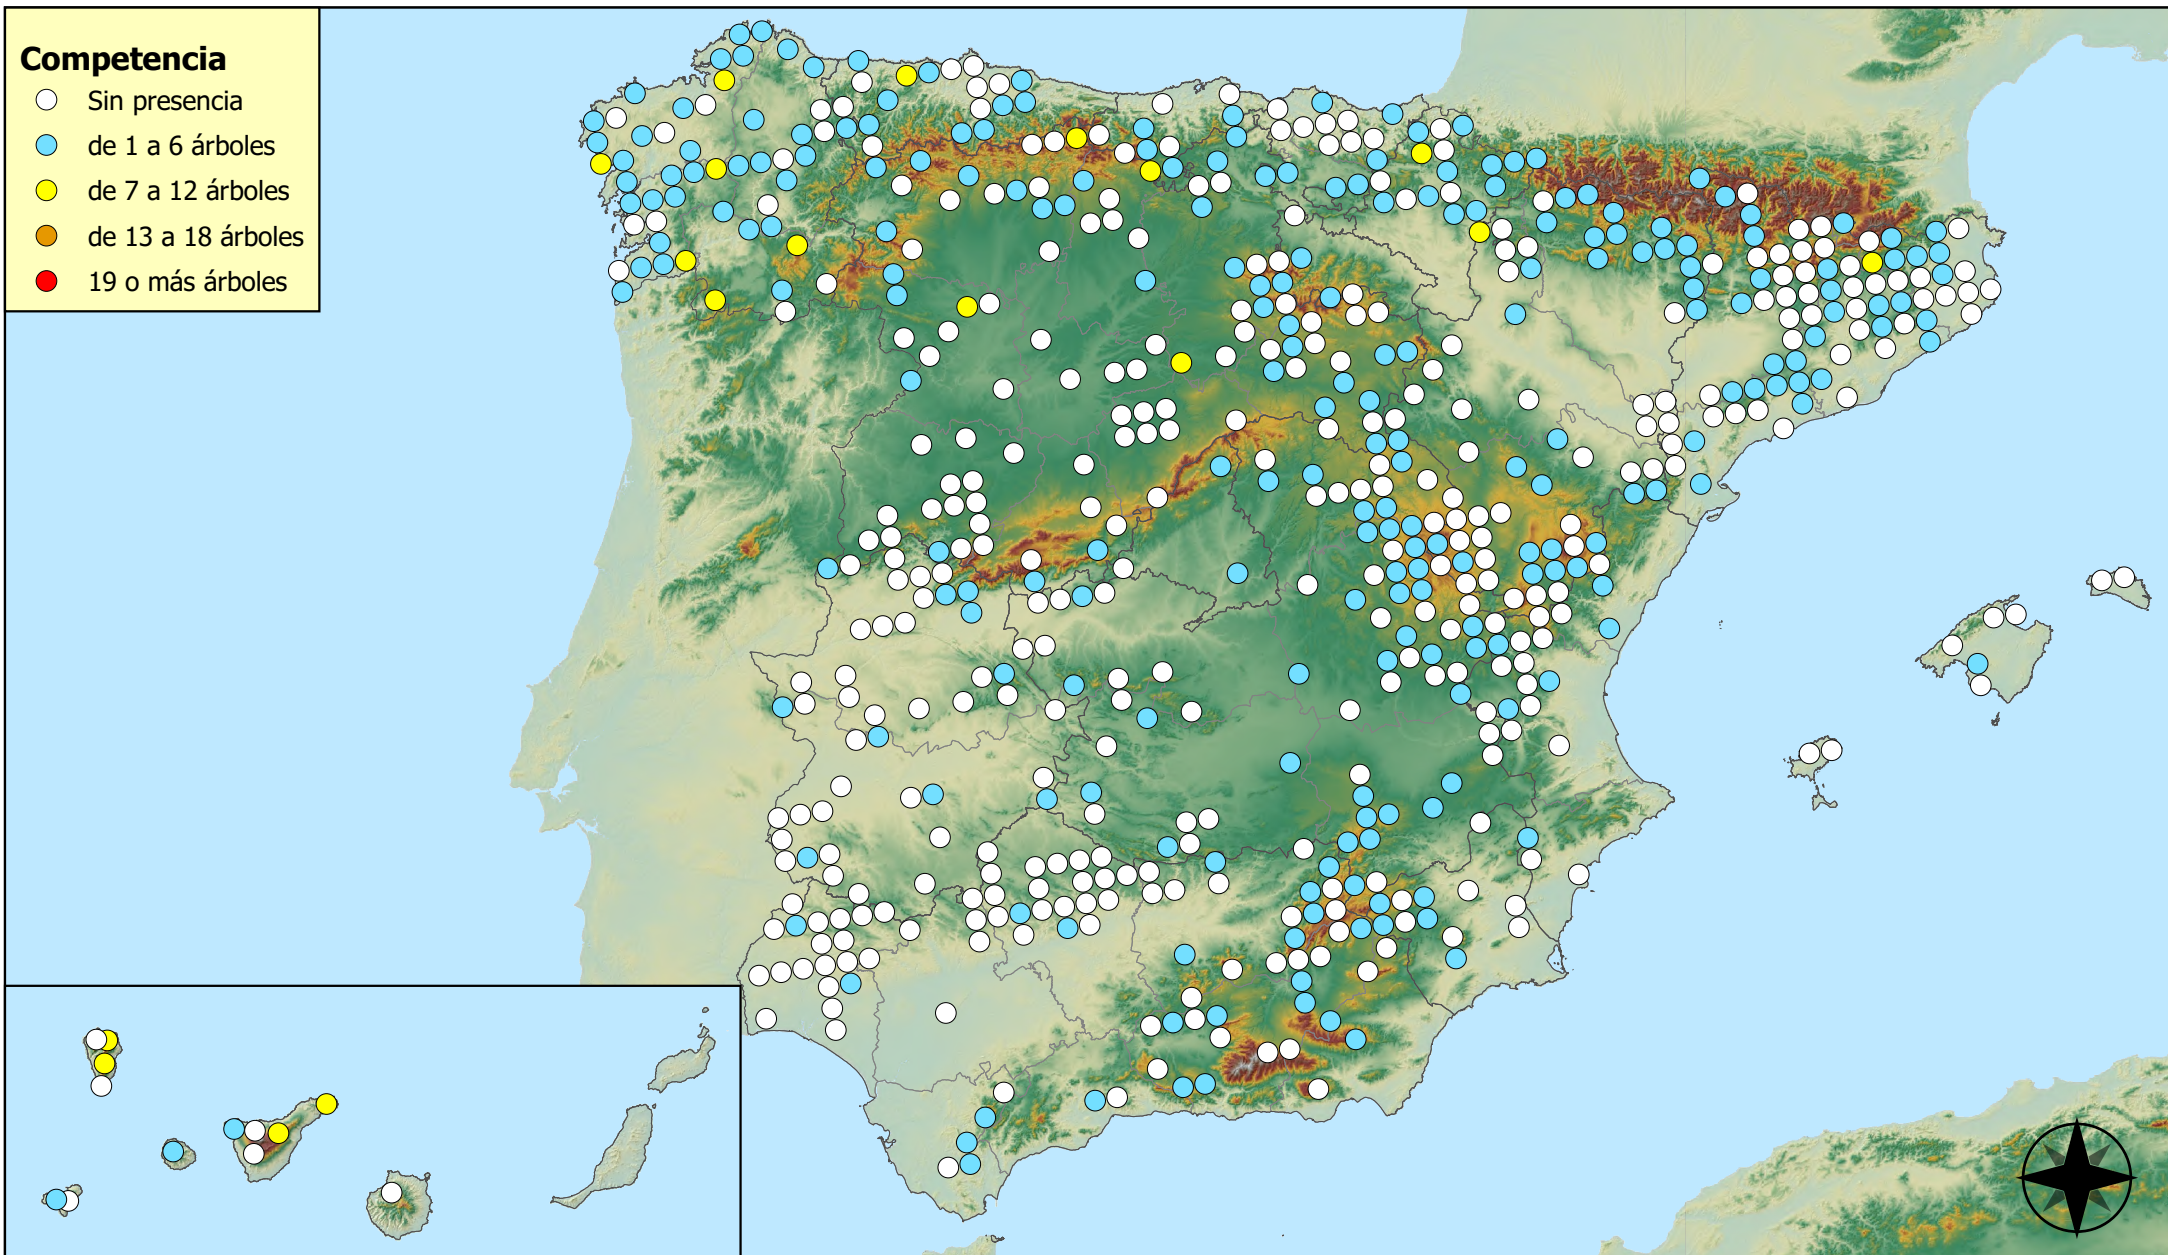 Competencia
Sin presencia
de 1 a 6 árboles
de 7 a 12 árboles
de 13 a 18 árboles
19 o más árboles